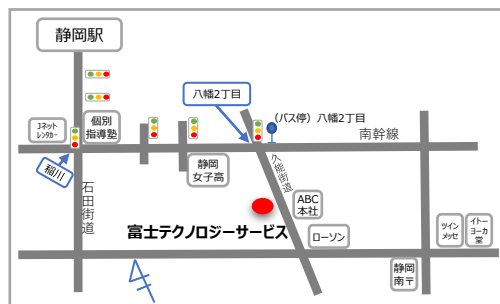 静岡駅
八幡2丁目
(バス停) 八幡2丁目
Jネット
レンタカー
個別
指導塾
南幹線
稲川
静岡
女子高
久能街道
石田街道
ABC
本社
富士テクノロジーサービス
ローソン
ツイン
メッセ
イトー
ヨーカ
堂
静岡
南〒